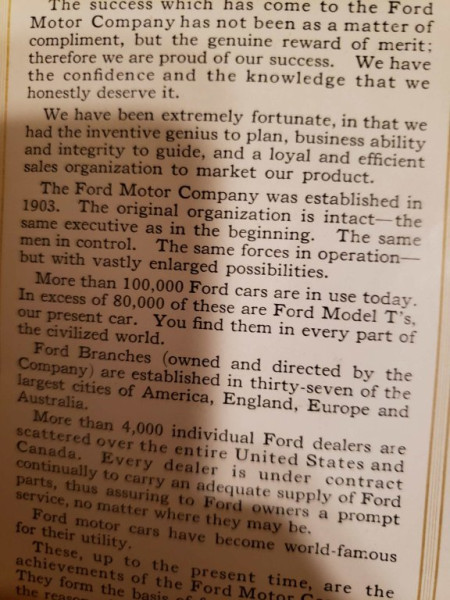 The success which has come to the Ford
Motor Company has not been as a matter of
compliment, but the genuine reward of merit;
therefore we are proud of our success. We have
the confidence and the knowledge that we
honestly deserve it.
We have been extremely fortunate, in that we
had the inventive genius to plan, business ability
and integrity to guide, and a loyal and efficient
sales organization to market our product.
The Ford Motor Company was established in
1903. The original organization is intact—the
same executive as in the beginning. The same
men in control. The same forces in operation—
but with vastly enlarged possibilities.
More than 100,000 Ford cars are in use today.
In excess of 80,000 of these are Ford Model T's,
our present car. You find them in every part of
the civilized world.
Ford Branches (owned and directed by the
Company) are established in thirty-seven of the
largest cities of America, England, Europe and
Australia.
More than 4,000 individual Ford dealers are
scattered over the entire United States and
Canada. Every dealer is under contract
continually to carry an adequate supply of Ford
parts, thus assuring to Ford owners a prompt
service, no matter where they may be.
Ford motor cars have become world-famous
for their utility.
These, up to the present time, are the
achievements of the Ford Motor
They form the basis of
the reason